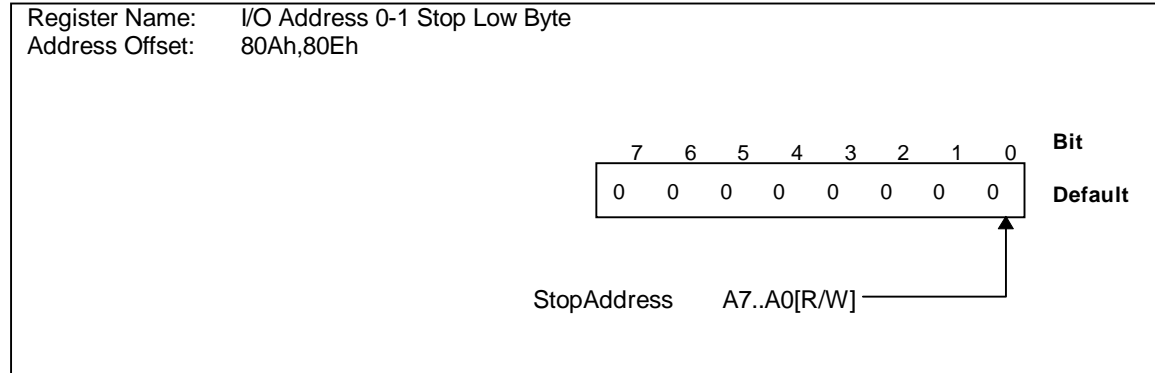 Register Name: I/O Address 0-1 Stop Low Byte
Address Offset: 80Ah,80Eh
7 6 5 4 3 2 1 0 Bit
0 0 0 0 0 0 0 0 Default
StopAddress A7..A0[R/W]